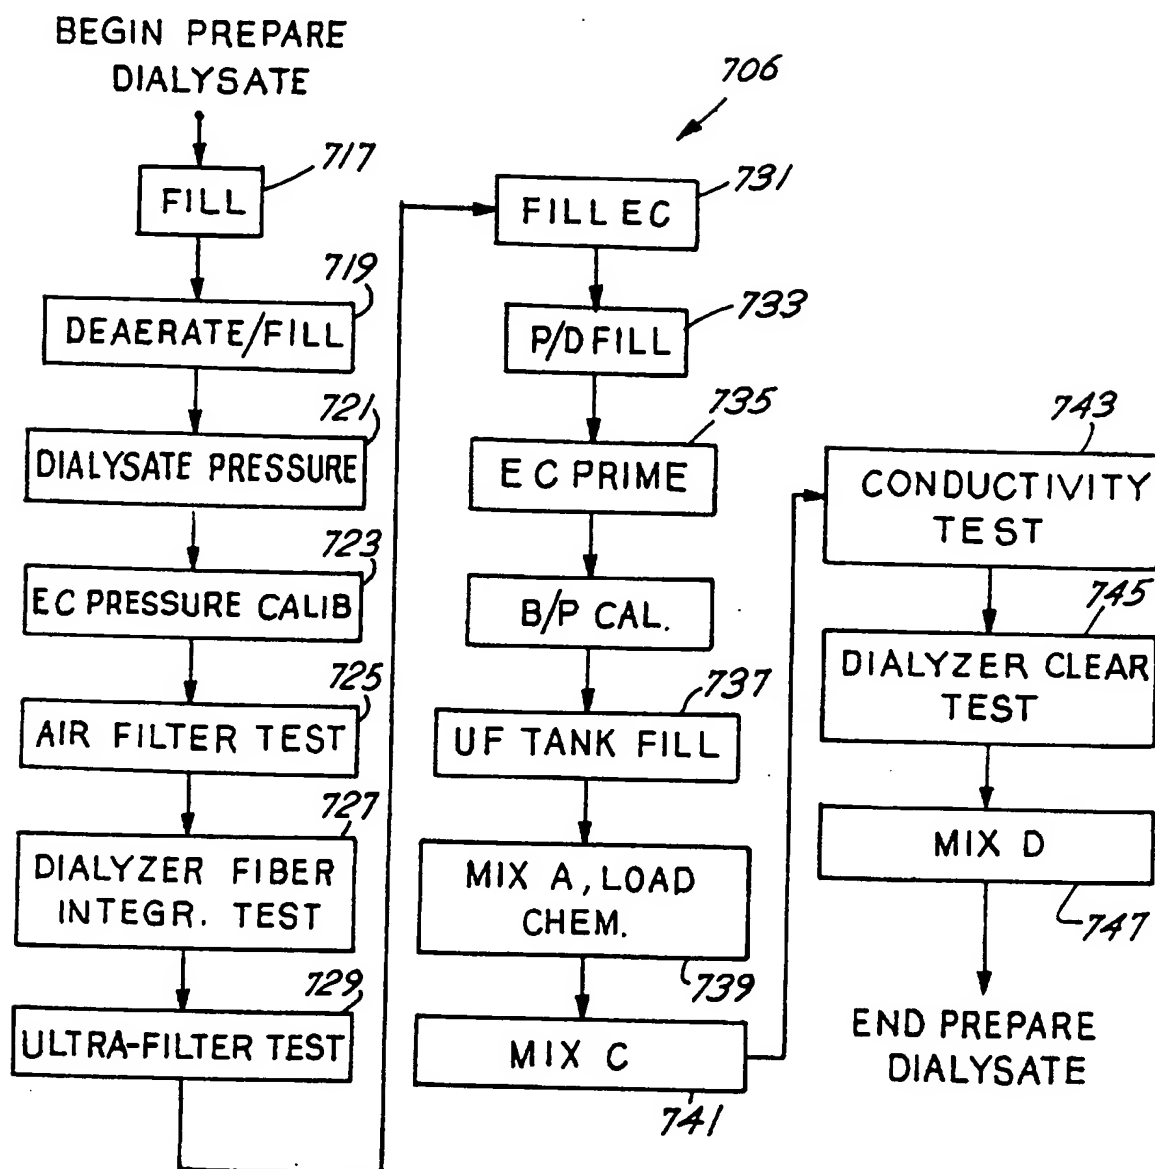 BEGIN PREPARE
DIALYSATE
717
FILL
719
DEAERATE/FILL
721
DIALYSATE PRESSURE
723
EC PRESSURE CALIB
725
AIR FILTER TEST
727
DIALYZER FIBER
INTEGR. TEST
729
ULTRA-FILTER TEST
706
731
FILL EC
733
P/D FILL
735
EC PRIME
B/P CAL.
737
UF TANK FILL
MIX A, LOAD
CHEM.
739
MIX C
741
743
CONDUCTIVITY
TEST
745
DIALYZER CLEAR
TEST
MIX D
747
END PREPARE
DIALYSATE